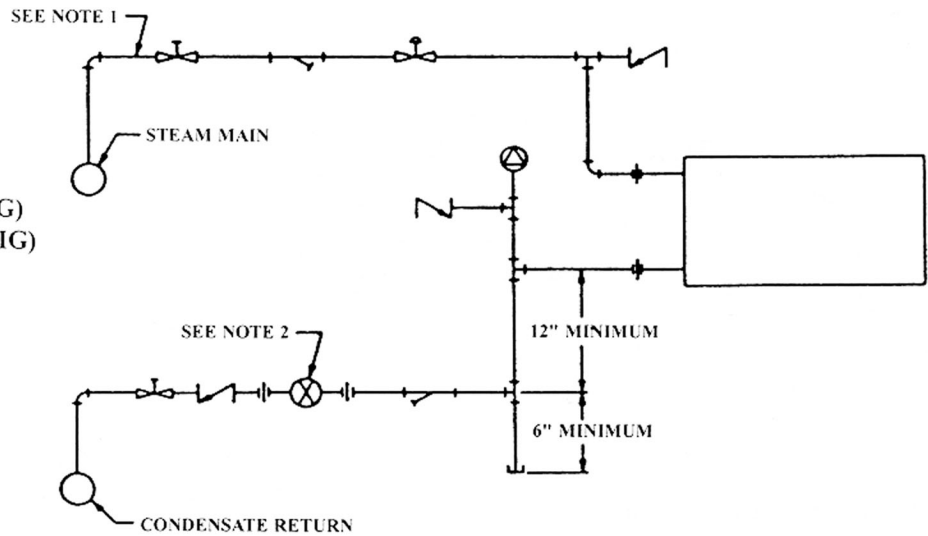 SEE NOTE 1
STEAM MAIN
G)
IG)
12" MINIMUM
SEE NOTE 2
6" MINIMUM
CONDENSATE RETURN